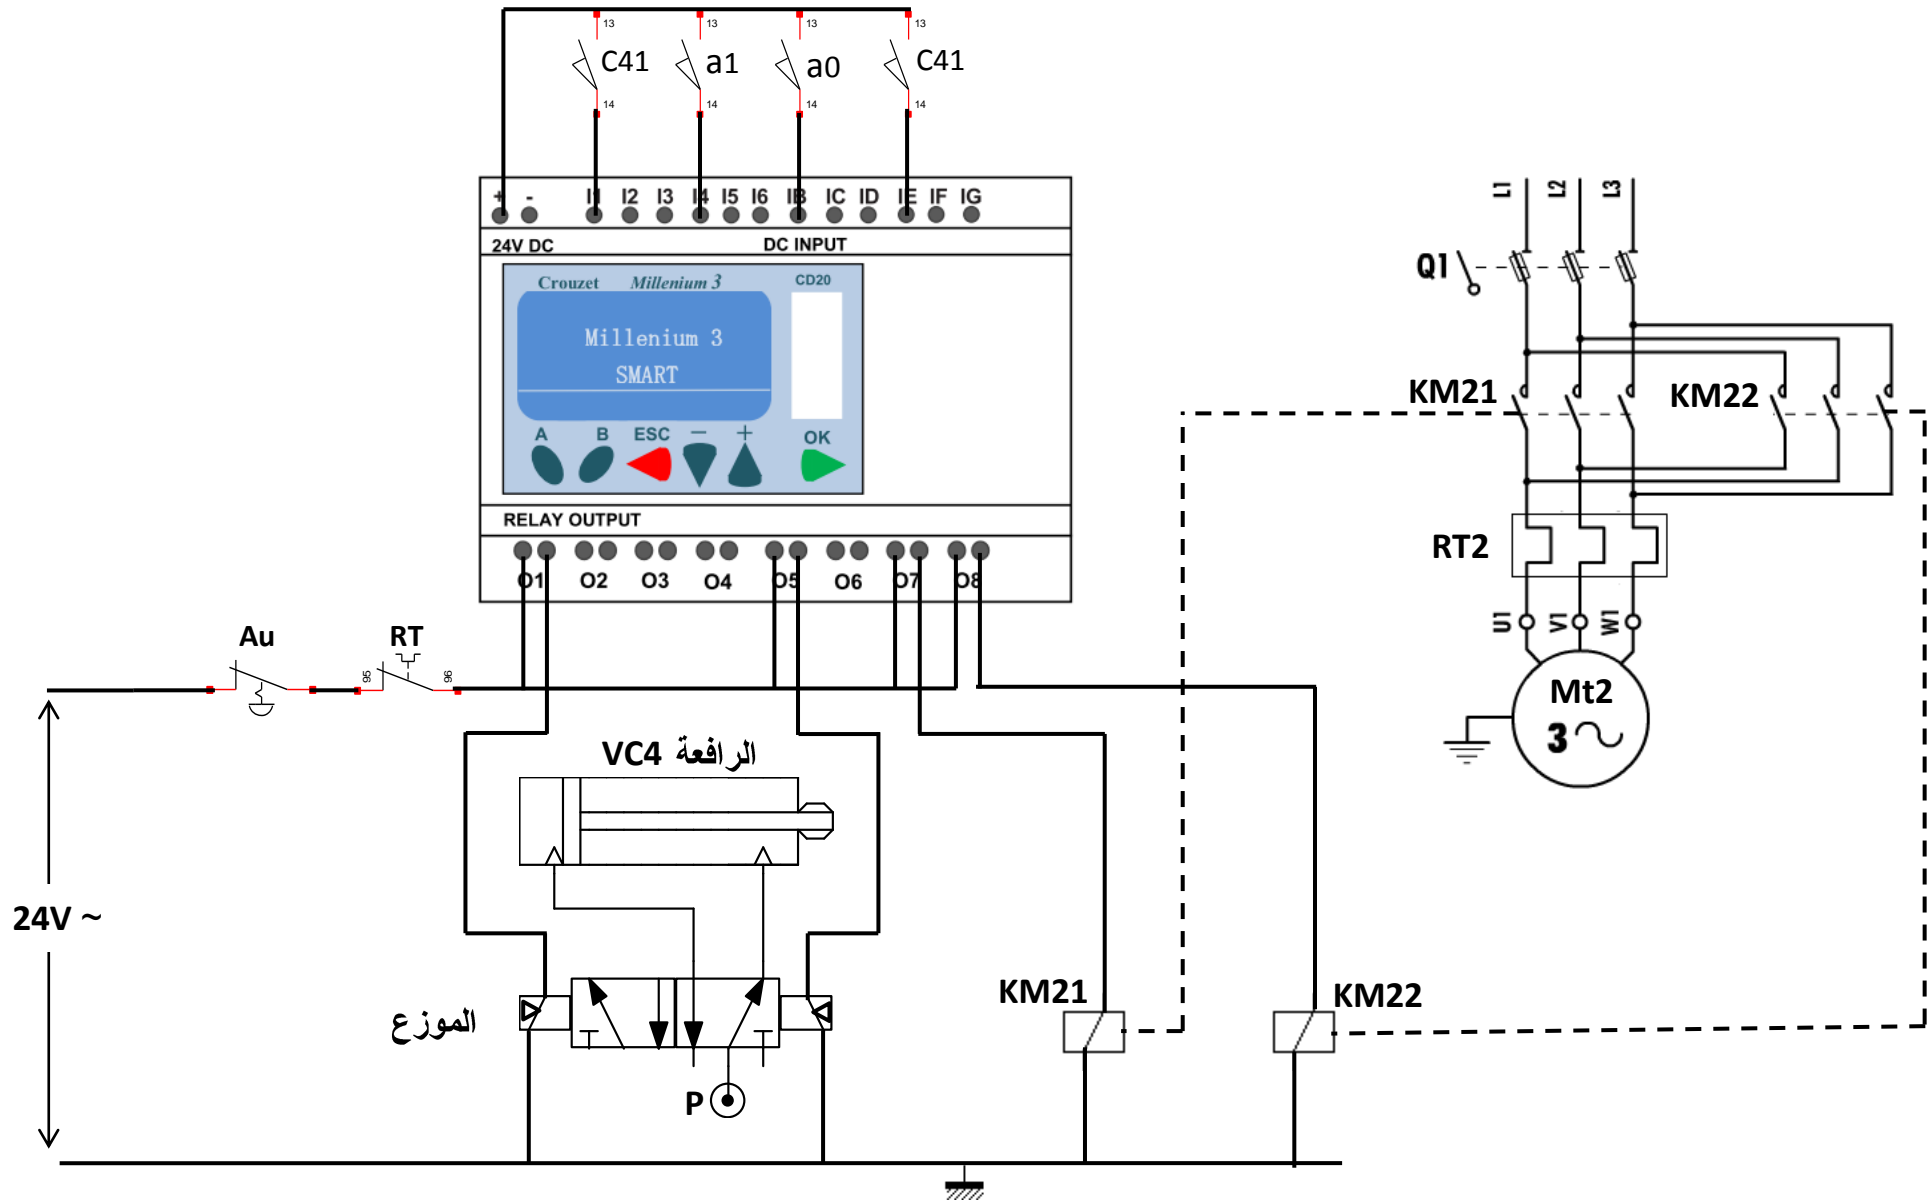 13 13 13 13
C41 a1 a0 C41
14 14 14 14
+ - I1 I2 I3 I4 I5 I6 IB IC ID IE IF IG
24V DC DC INPUT
Crouzet Millenium 3 CD20
Millenium 3
SMART
A B ESC − + OK
RELAY OUTPUT
O1 O2 O3 O4 O5 O6 O7 O8
L1 L2 L3
Q1
KM21 KM22
RT2
U1 V1 W1
Mt2
3
Au RT
95 96
الرافعة VC4
24V ~
الموزع
P
KM21 KM22